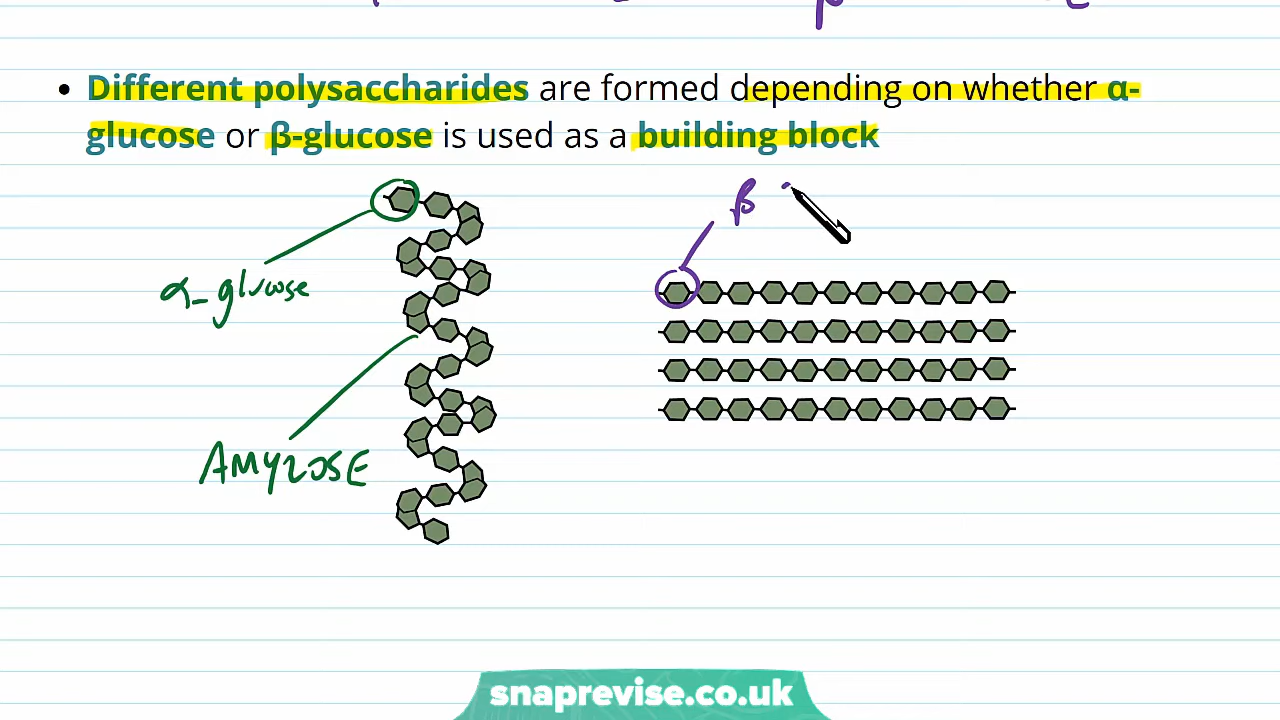 • Different polysaccharides are formed depending on whether α-
glucose or β-glucose is used as a building block
β
α- glucose
AMYLOSE
snaprevise.co.uk